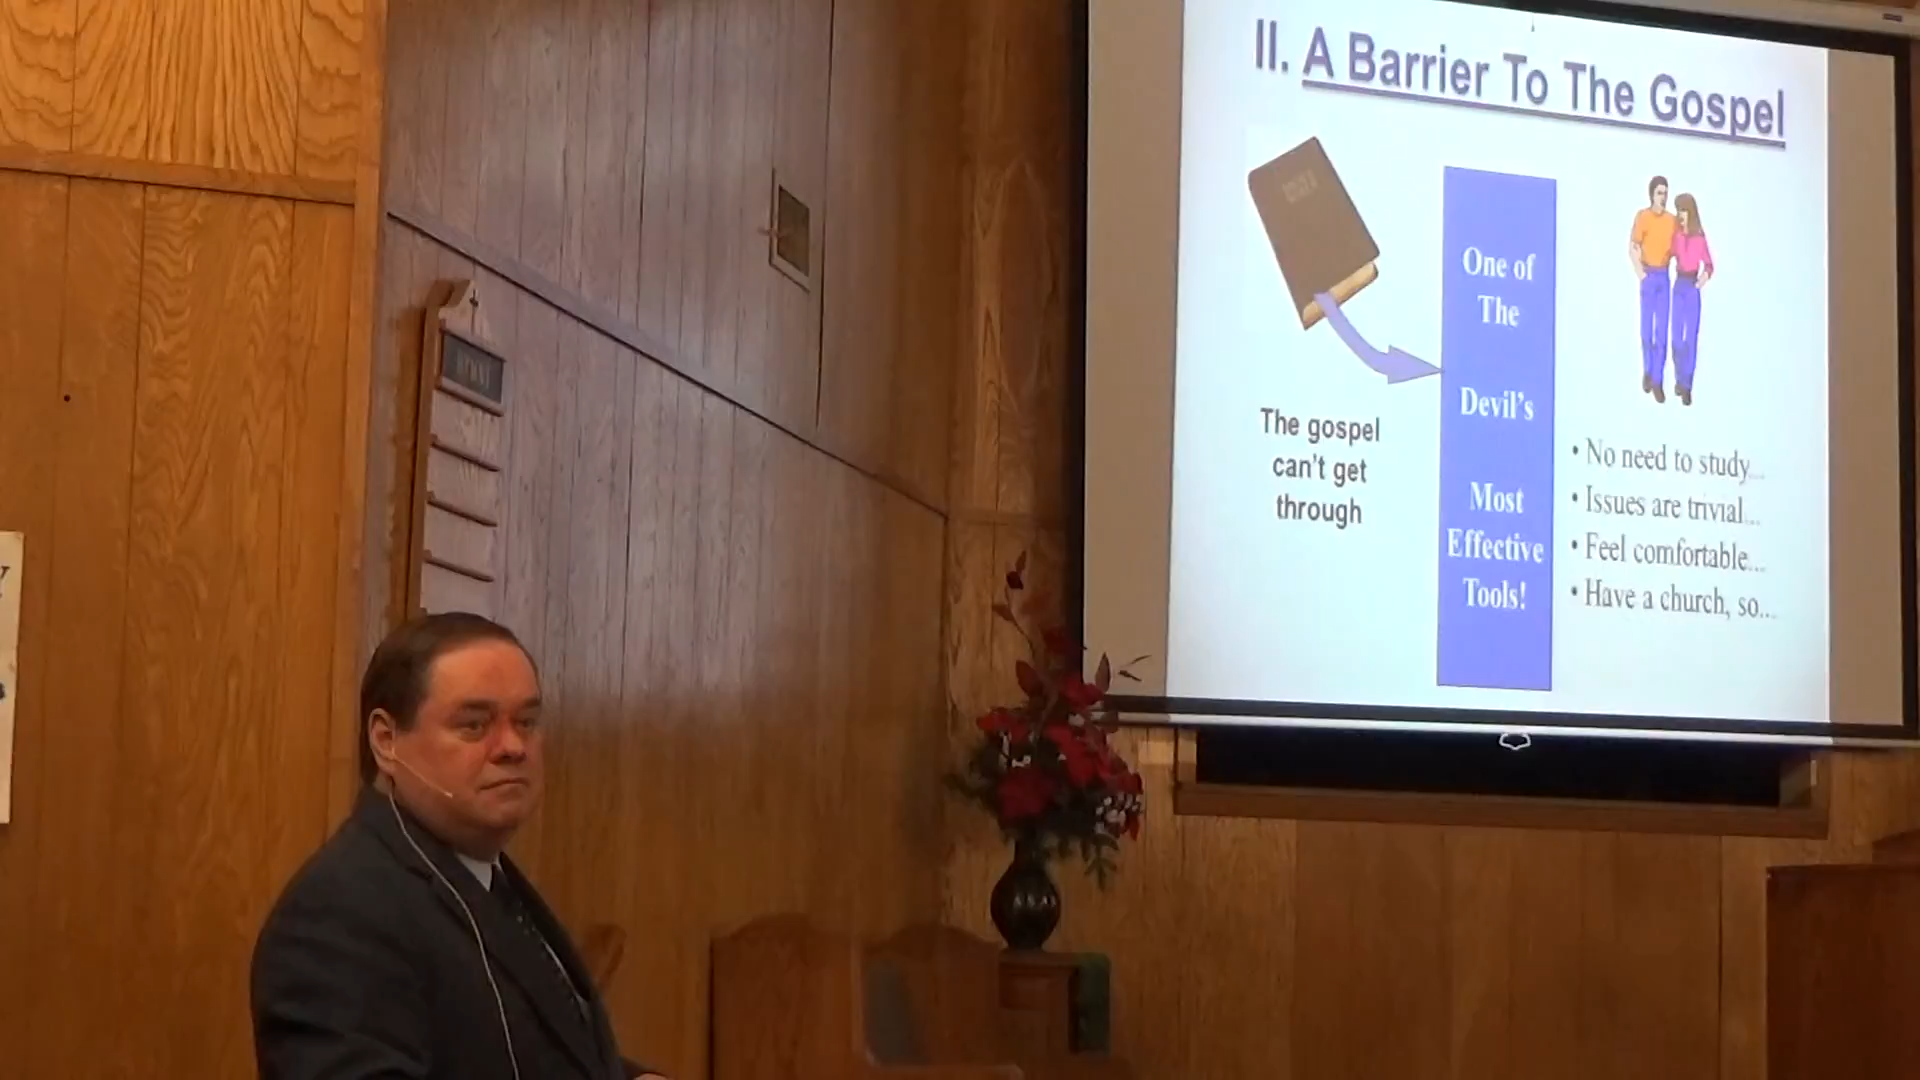 II. A Barrier To The Gospel
The gospel
can't get
through
One of
The
Devil's
Most
Effective
Tools!
• No need to study...
• Issues are trivial...
• Feel comfortable...
• Have a church, so...